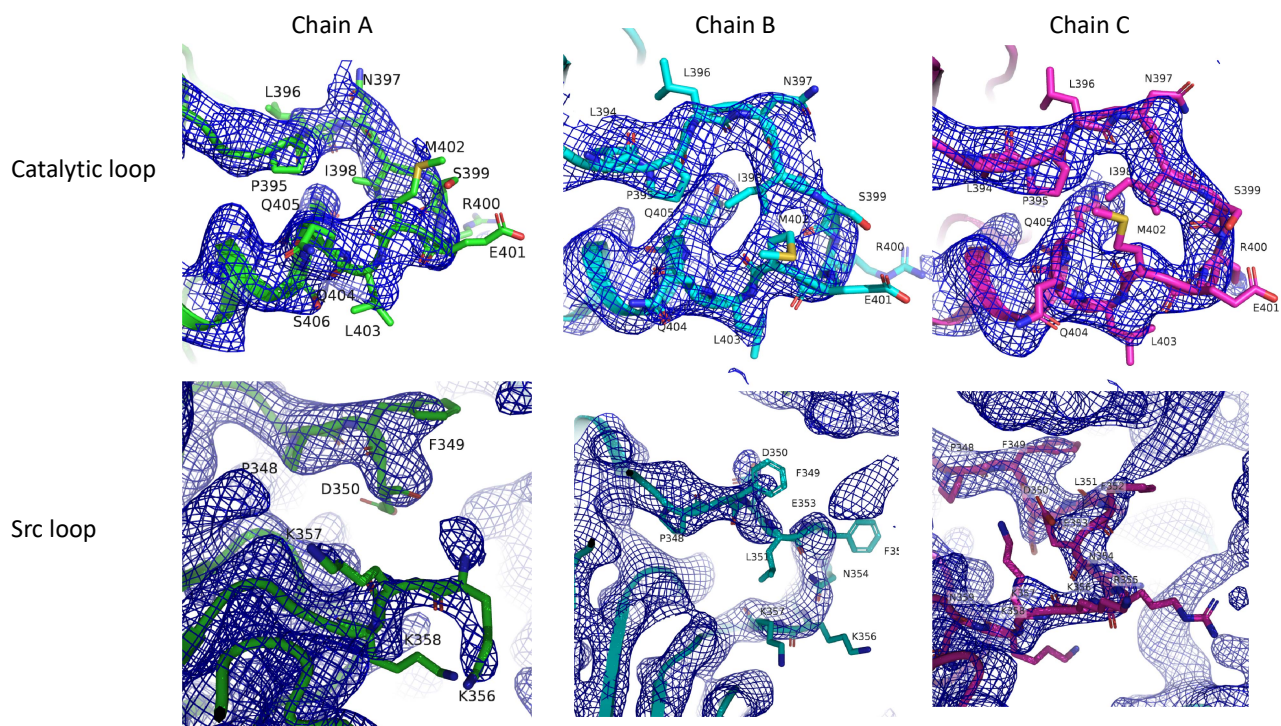 Chain A
Chain B
Chain C
Catalytic loop
L396
N397
M402
I398
S399
P395
Q405
R400
E401
Q404
S406
L403
L396
N397
L394
P395
I398
Q405
S399
M402
R400
E401
Q404
L403
L396
N397
L394
P395
I398
S399
Q405
M402
R400
E401
Q404
L403
Src loop
F349
P348
D350
K357
K358
K356
D350
F349
E353
P348
L351
N354
K357
K356
P348
F349
D350
L351
K358